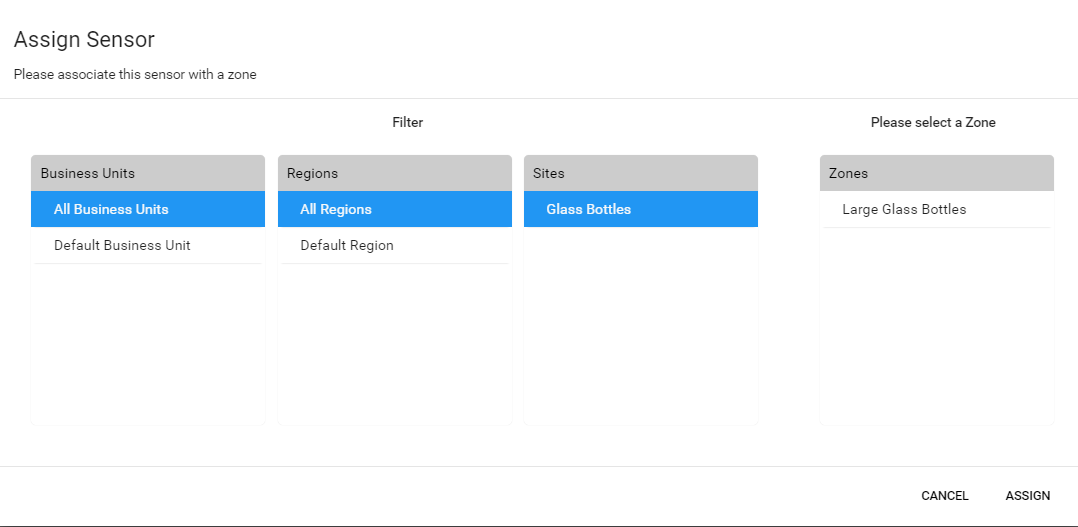 Assign Sensor
Please associate this sensor with a zone
Filter
Please select a Zone
Business Units
All Business Units
Default Business Unit
Regions
All Regions
Default Region
Sites
Glass Bottles
Zones
Large Glass Bottles
CANCEL
ASSIGN